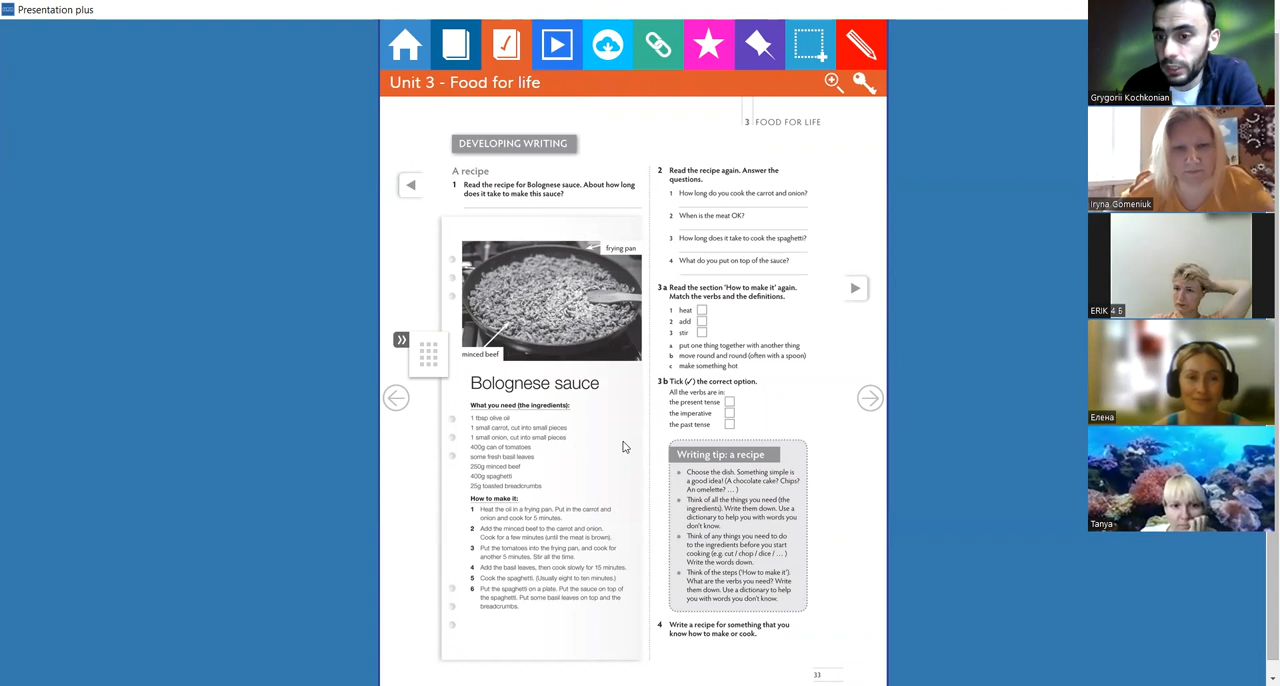 Presentation plus
Unit 3 - Food for life
3 FOOD FOR LIFE
DEVELOPING WRITING
A recipe
1 Read the recipe for Bolognese sauce. About how long
does it take to make this sauce?
frying pan
minced beef
Bolognese sauce
What you need (the ingredients):
1 tbsp olive oil
1 small carrot, cut into small pieces
1 small onion, cut into small pieces
400g can of tomatoes
some fresh basil leaves
250g minced beef
400g spaghetti
25g toasted breadcrumbs
How to make it:
1 Heat the oil in a frying pan. Put in the carrot and
onion and cook for 5 minutes.
2 Add the minced beef to the carrot and onion.
Cook for a few minutes (until the meat is brown).
3 Put the tomatoes into the frying pan, and cook for
another 5 minutes. Stir all the time.
4 Add the basil leaves, then cook slowly for 15 minutes.
5 Cook the spaghetti. (Usually eight to ten minutes.)
6 Put the spaghetti on a plate. Put the sauce on top of
the spaghetti. Put some basil leaves on top and the
breadcrumbs.
2 Read the recipe again. Answer the
questions.
1 How long do you cook the carrot and onion?
2 When is the meat OK?
3 How long does it take to cook the spaghetti?
4 What do you put on top of the sauce?
3 a Read the section 'How to make it' again.
Match the verbs and the definitions.
1 heat
2 add
3 stir
a put one thing together with another thing
b move round and round (often with a spoon)
c make something hot
3 b Tick (✓) the correct option.
All the verbs are in:
the present tense
the imperative
the past tense
Writing tip: a recipe
Choose the dish. Something simple is
a good idea! (A chocolate cake? Chips?
An omelette? ... )
Think of all the things you need (the
ingredients). Write them down. Use a
dictionary to help you with words you
don't know.
Think of any things you need to do
to the ingredients before you start
cooking (e.g. cut / chop / dice / ... )
Write the words down.
Think of the steps ('How to make it').
What are the verbs you need? Write
them down. Use a dictionary to help
you with words you don't know.
4 Write a recipe for something that you
know how to make or cook.
33
Grygorii Kochkonian
Iryna Gomeniuk
ERIK 4 Б
Елена
Tanya